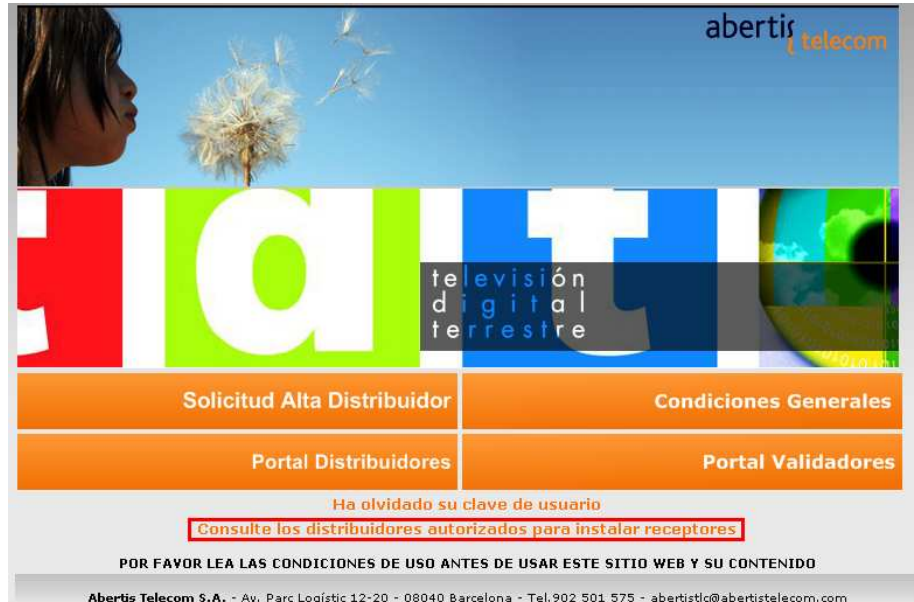 abertis
telecom
t d t
televisión
digital
terrestre
Solicitud Alta Distribuidor
Condiciones Generales
Portal Distribuidores
Portal Validadores
Ha olvidado su clave de usuario
Consulte los distribuidores autorizados para instalar receptores
POR FAVOR LEA LAS CONDICIONES DE USO ANTES DE USAR ESTE SITIO WEB Y SU CONTENIDO
Abertis Telecom S.A. - Av. Parc Logístic 12-20 - 08040 Barcelona - Tel.902 501 575 - abertistlc@abertistelecom.com